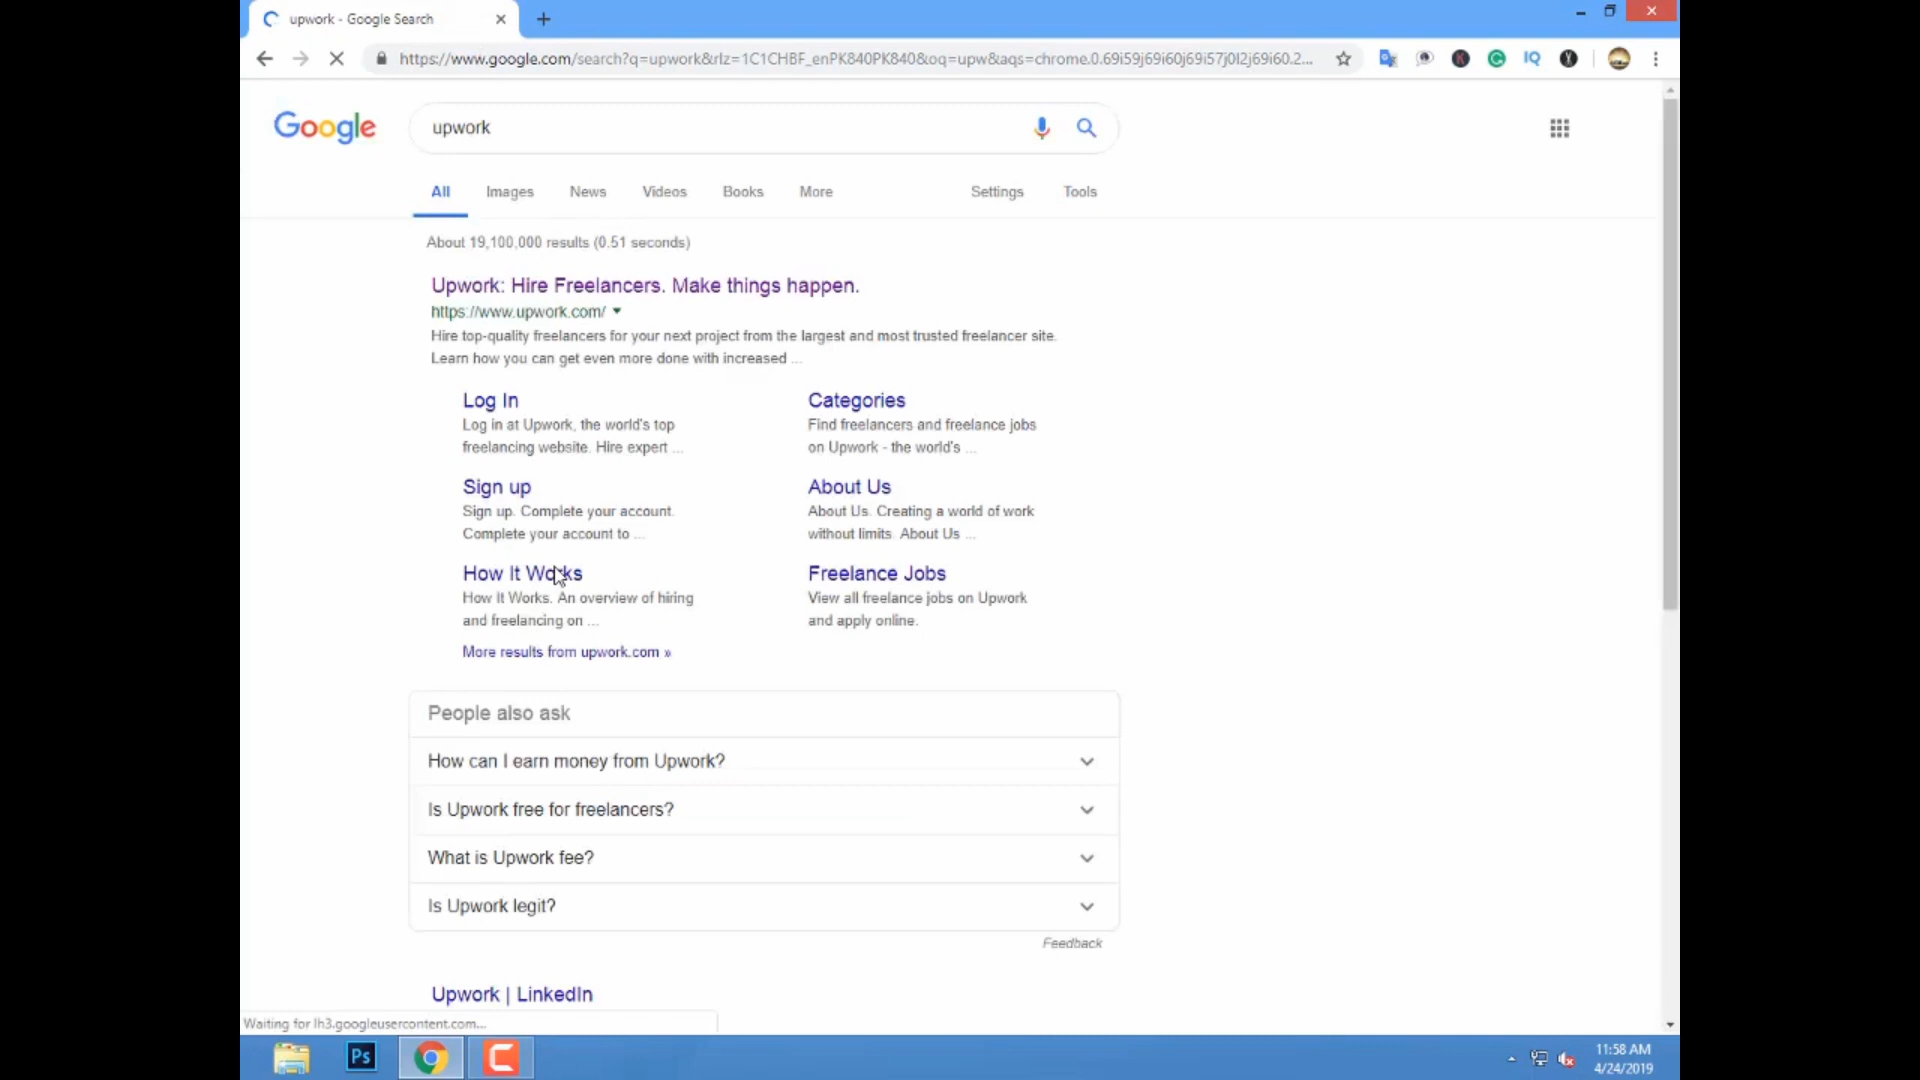 upwork - Google Search
https://www.google.com/search?q=upwork&rlz=1C1CHBF_enPK840PK840&oq=upw&aqs=chrome.0.69i59j69i60j69i57j0l2j69i60.2...
IQ
Google
upwork
All
Images
News
Videos
Books
More
Settings
Tools
About 19,100,000 results (0.51 seconds)
Upwork: Hire Freelancers. Make things happen.
https://www.upwork.com/
Hire top-quality freelancers for your next project from the largest and most trusted freelancer site.
Learn how you can get even more done with increased ...
Log In
Log in at Upwork, the world's top
freelancing website. Hire expert ...
Categories
Find freelancers and freelance jobs
on Upwork - the world's ...
Sign up
Sign up. Complete your account.
Complete your account to ...
About Us
About Us. Creating a world of work
without limits About Us ...
How It Works
How It Works. An overview of hiring
and freelancing on ...
Freelance Jobs
View all freelance jobs on Upwork
and apply online.
More results from upwork.com »
People also ask
How can I earn money from Upwork?
Is Upwork free for freelancers?
What is Upwork fee?
Is Upwork legit?
Feedback
Upwork | LinkedIn
Waiting for lh3.googleusercontent.com...
Ps
11:58 AM
4/24/2019